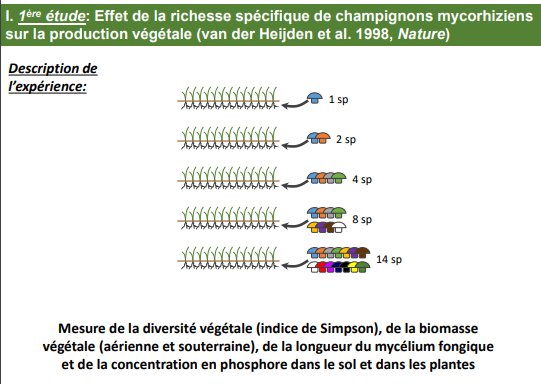 I. 1ère étude: Effet de la richesse spécifique de champignons mycorhiziens
sur la production végétale (van der Heijden et al. 1998, Nature)
Description de
l'expérience:
1 sp
2 sp
4 sp
8 sp
14 sp
Mesure de la diversité végétale (indice de Simpson), de la biomasse
végétale (aérienne et souterraine), de la longueur du mycélium fongique
et de la concentration en phosphore dans le sol et dans les plantes